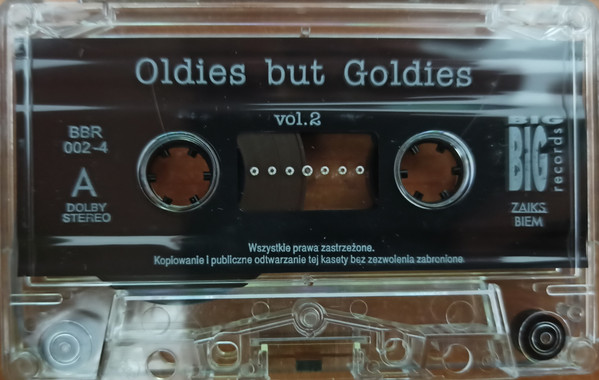 Oldies but Goldies
vol.2
BBR
002-4
A
DOLBY
STEREO
BIG
BIG
records
ZAIKS
BIEM
Wszystkie prawa zastrzeżone.
Kopiowanie i publiczne odtwarzanie tej kasety bez zezwolenia zabronione